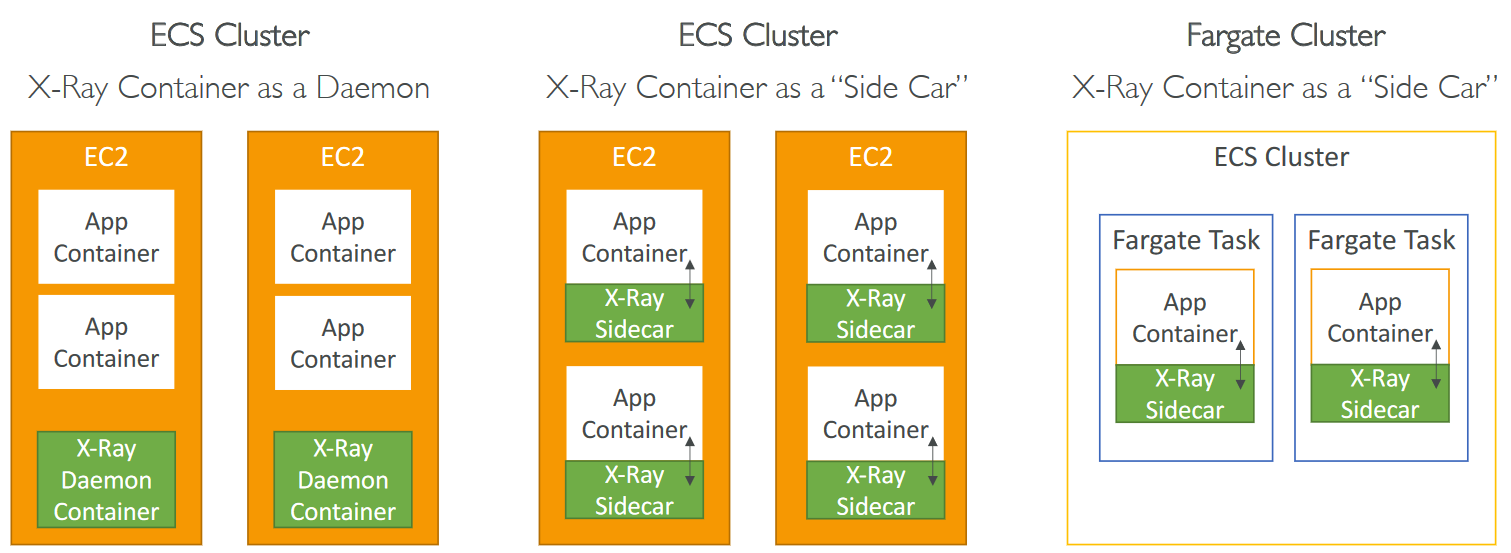 ECS Cluster
X-Ray Container as a Daemon
EC2
App
Container
App
Container
X-Ray
Daemon
Container
EC2
App
Container
App
Container
X-Ray
Daemon
Container
ECS Cluster
X-Ray Container as a “Side Car”
EC2
App
Container
X-Ray
Sidecar
App
Container
X-Ray
Sidecar
EC2
App
Container
X-Ray
Sidecar
App
Container
X-Ray
Sidecar
Fargate Cluster
X-Ray Container as a “Side Car”
ECS Cluster
Fargate Task
App
Container
X-Ray
Sidecar
Fargate Task
App
Container
X-Ray
Sidecar